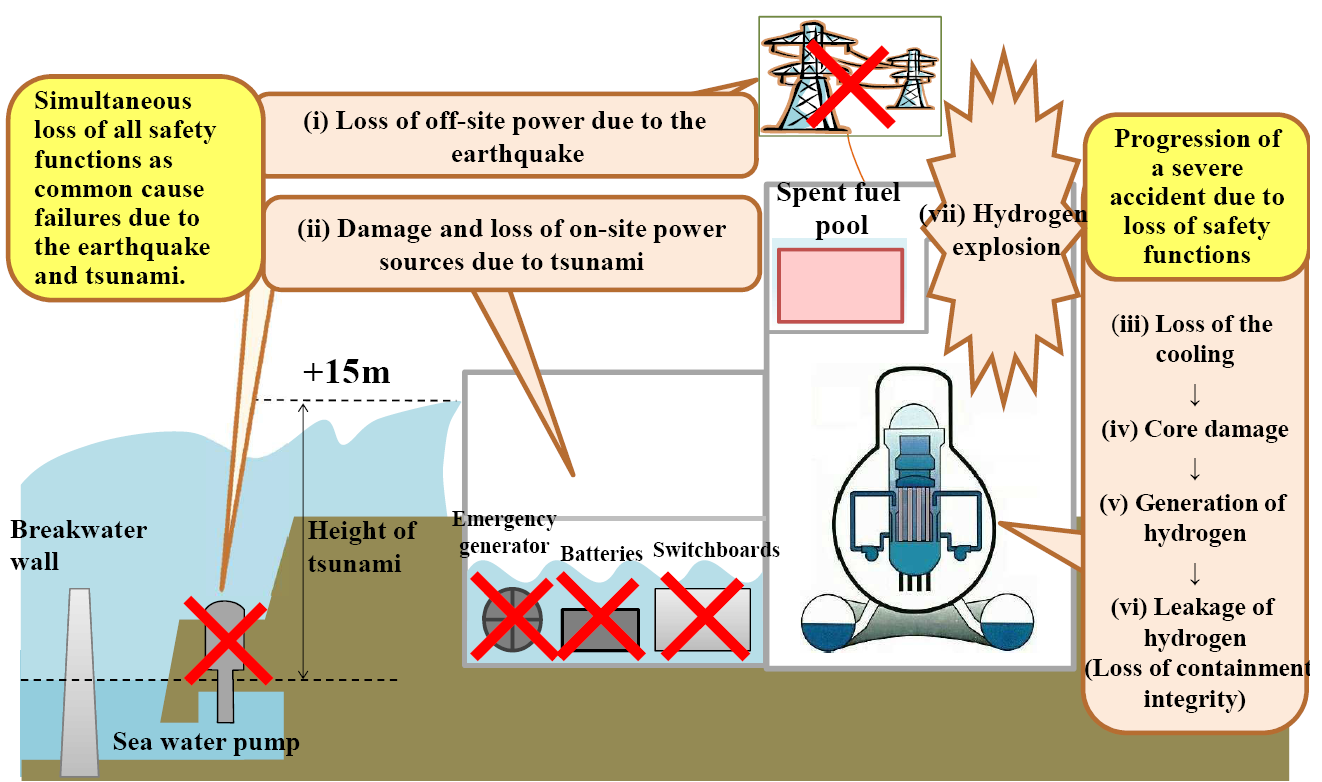 Simultaneous
loss of all safety
functions as
common cause
failures due to
the earthquake
and tsunami.
(i) Loss of off-site power due to the
earthquake
(ii) Damage and loss of on-site power
sources due to tsunami
Spent fuel
pool
(vii) Hydrogen
explosion
Progression of
a severe
accident due to
loss of safety
functions
(iii) Loss of the
cooling
↓
(iv) Core damage
↓
(v) Generation of
hydrogen
↓
(vi) Leakage of
hydrogen
(Loss of containment
integrity)
+15m
Height of
tsunami
Breakwater
wall
Emergency
generator
Batteries
Switchboards
Sea water pump